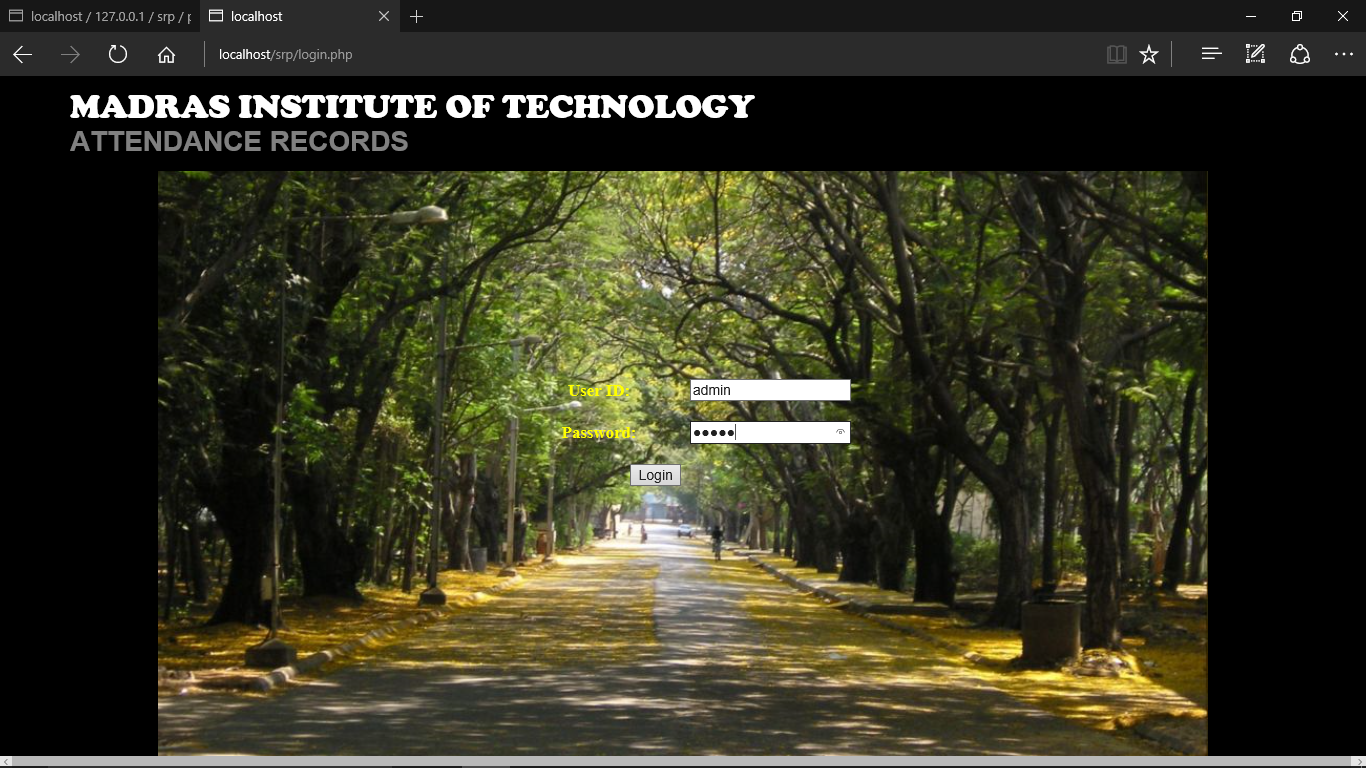 localhost / 127.0.0.1 / srp / p
localhost
localhost/srp/login.php
MADRAS INSTITUTE OF TECHNOLOGY
ATTENDANCE RECORDS
User ID: admin
Password: •••••
Login